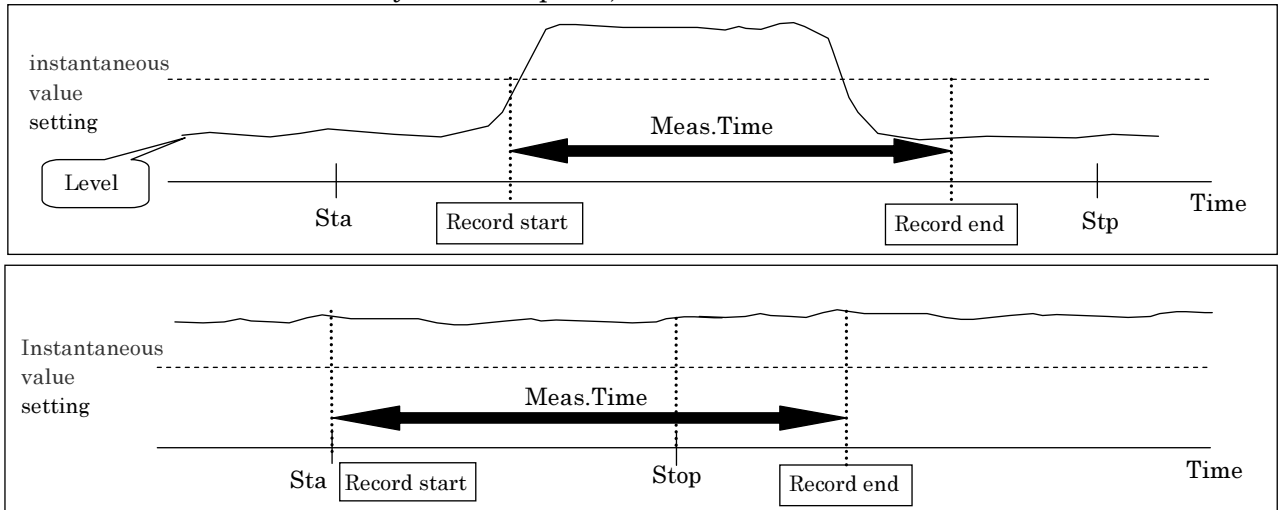 instantaneous
value
setting
Meas.Time
Level
Sta
Record start
Record end
Stp
Time
Instantaneous
value
setting
Meas.Time
Sta
Record start
Stop
Record end
Time